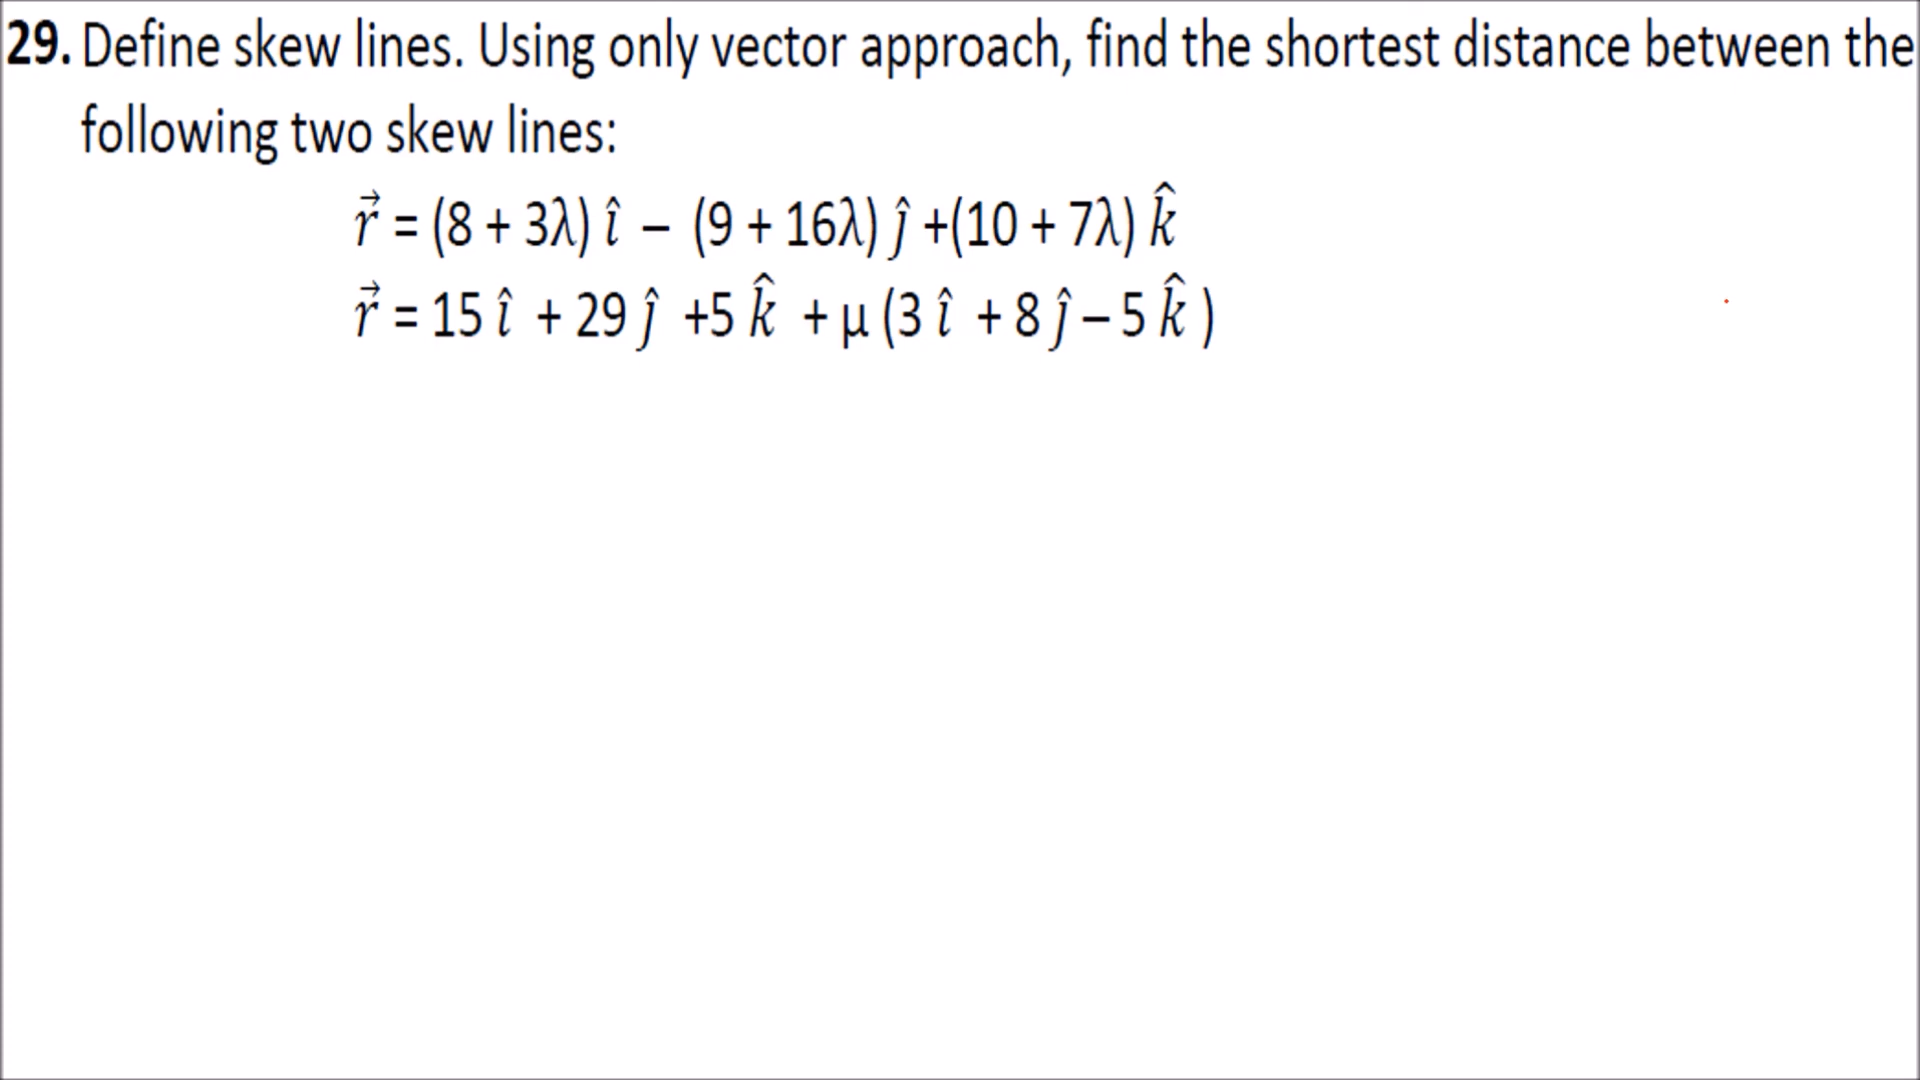 29. Define skew lines. Using only vector approach, find the shortest distance between the
following two skew lines:
r⃗ = (8 + 3λ) î – (9 + 16λ) ĵ +(10 + 7λ) k̂
r⃗ = 15 î + 29 ĵ +5 k̂ + µ (3 î + 8 ĵ – 5 k̂ )